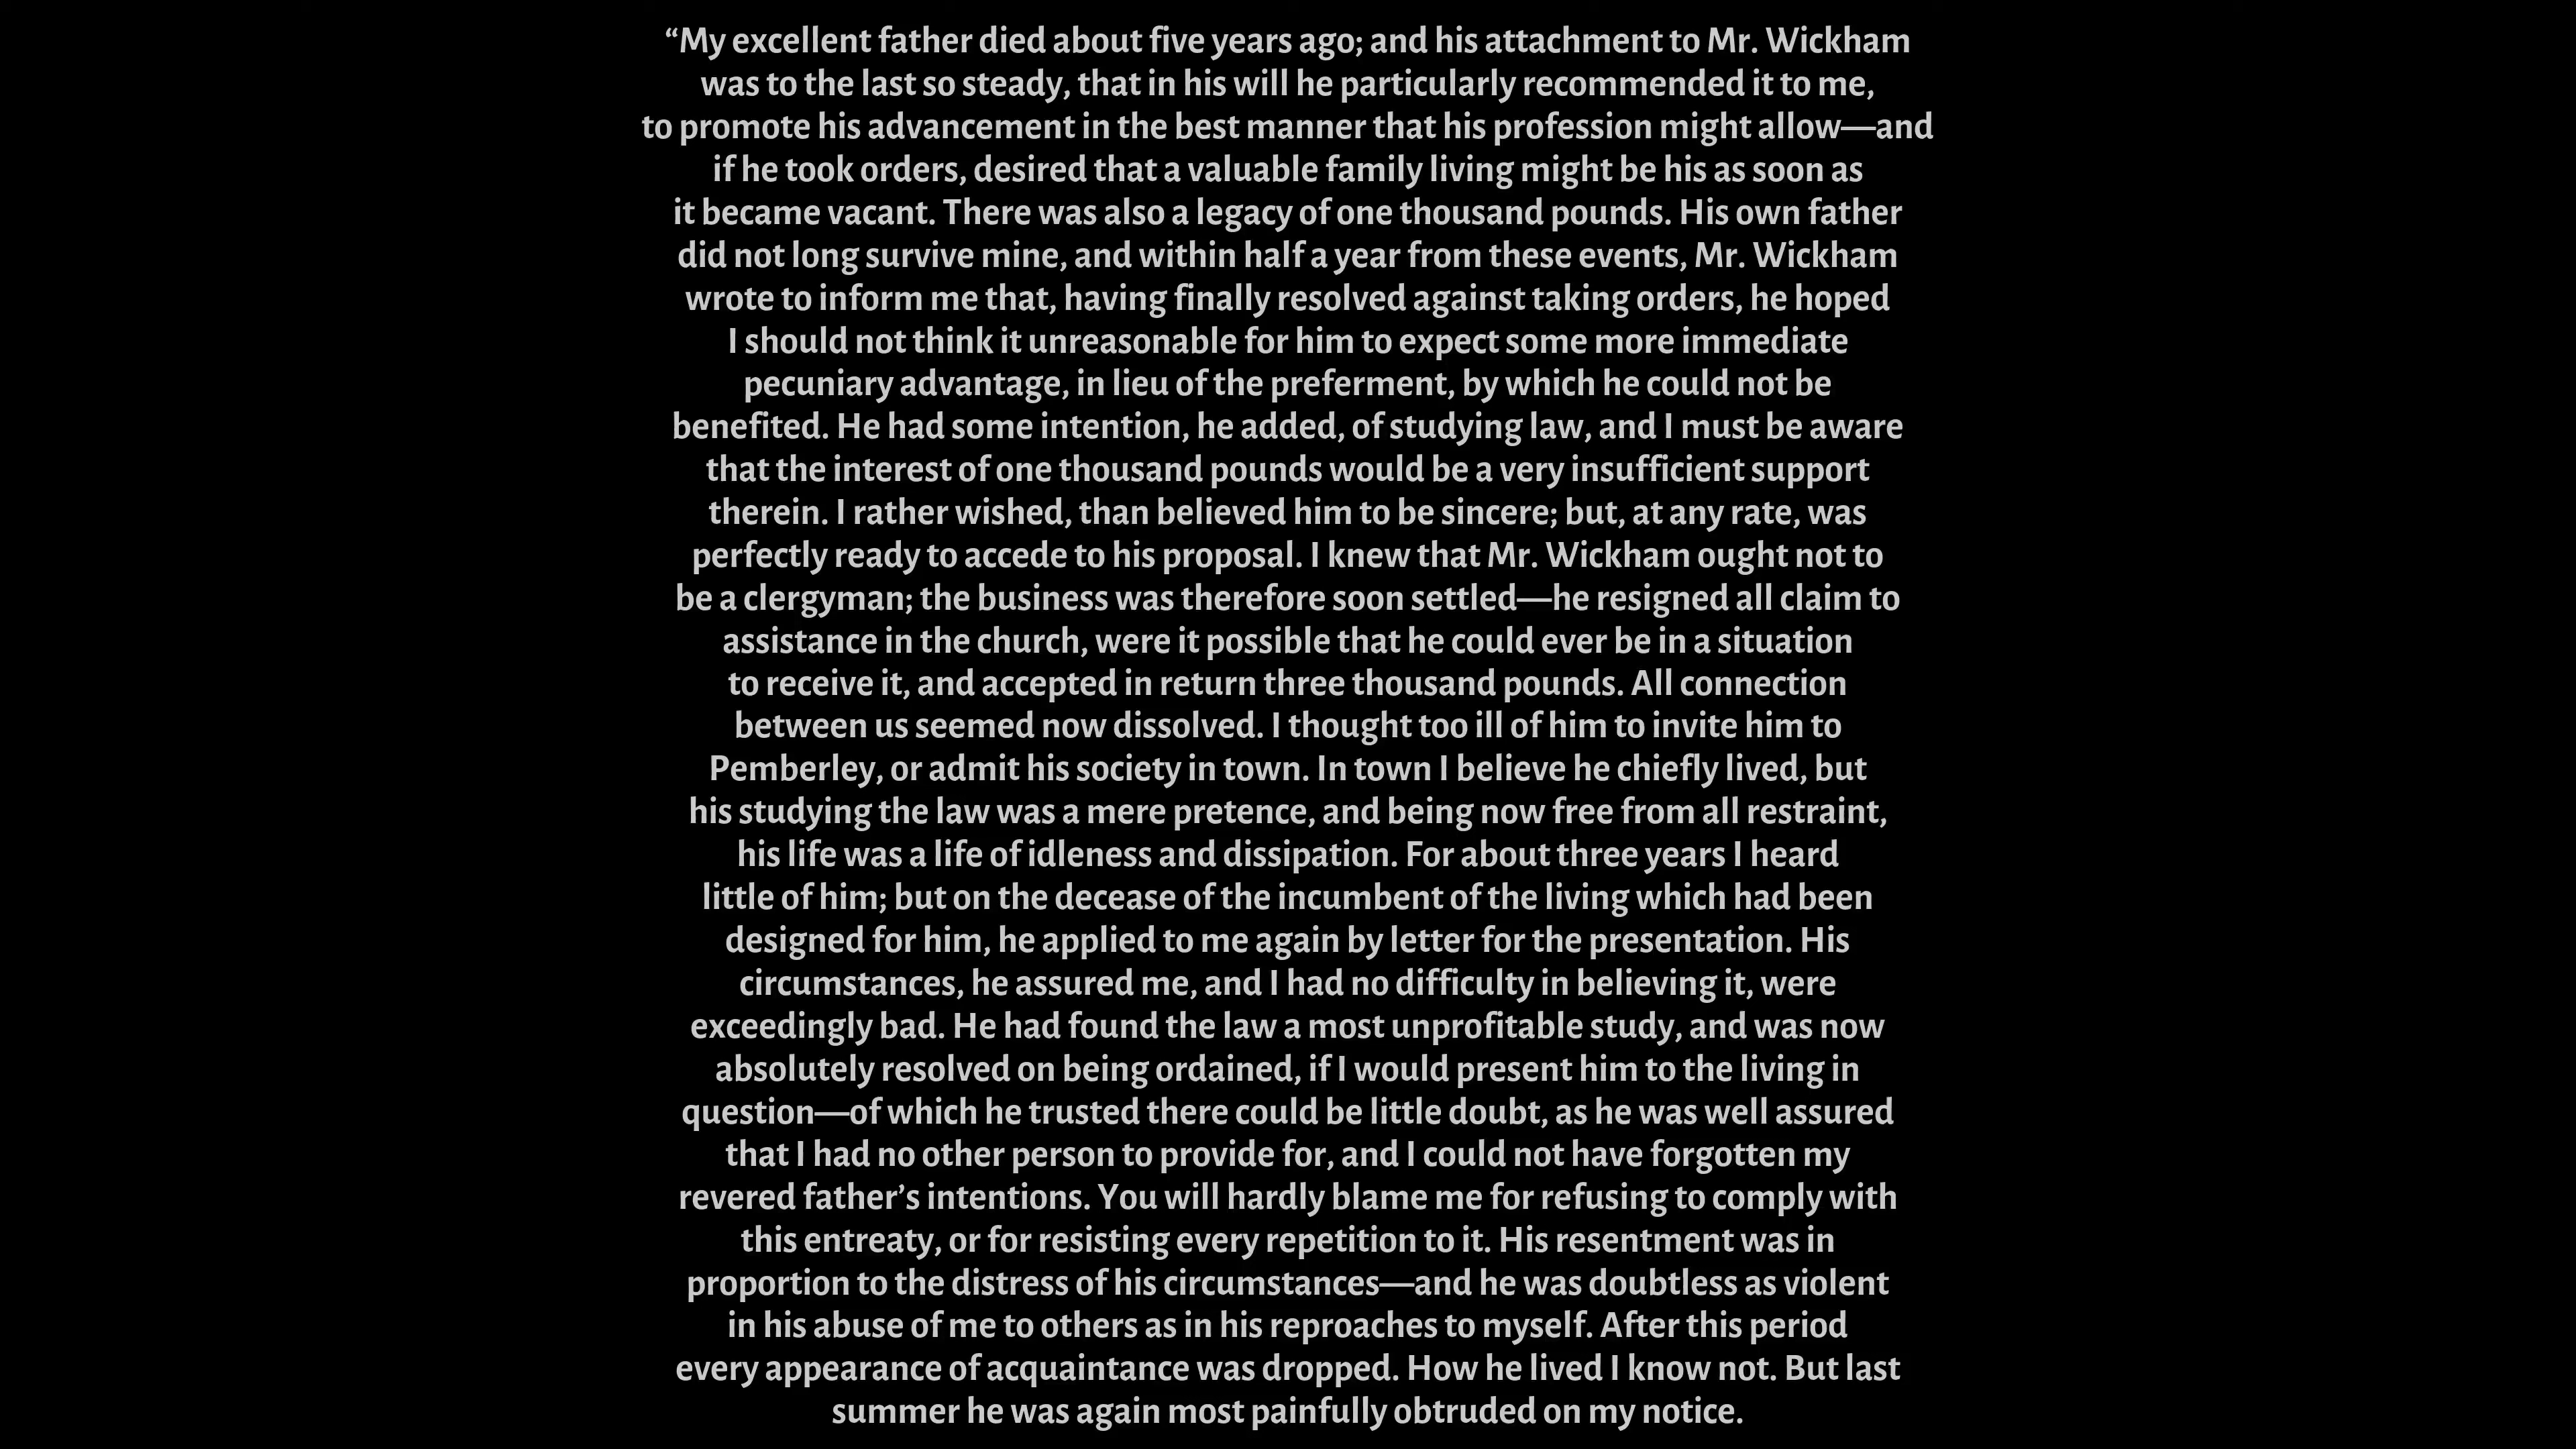 “My excellent father died about five years ago; and his attachment to Mr. Wickham
was to the last so steady, that in his will he particularly recommended it to me,
to promote his advancement in the best manner that his profession might allow—and
if he took orders, desired that a valuable family living might be his as soon as
it became vacant. There was also a legacy of one thousand pounds. His own father
did not long survive mine, and within half a year from these events, Mr. Wickham
wrote to inform me that, having finally resolved against taking orders, he hoped
I should not think it unreasonable for him to expect some more immediate
pecuniary advantage, in lieu of the preferment, by which he could not be
benefited. He had some intention, he added, of studying law, and I must be aware
that the interest of one thousand pounds would be a very insufficient support
therein. I rather wished, than believed him to be sincere; but, at any rate, was
perfectly ready to accede to his proposal. I knew that Mr. Wickham ought not to
be a clergyman; the business was therefore soon settled—he resigned all claim to
assistance in the church, were it possible that he could ever be in a situation
to receive it, and accepted in return three thousand pounds. All connection
between us seemed now dissolved. I thought too ill of him to invite him to
Pemberley, or admit his society in town. In town I believe he chiefly lived, but
his studying the law was a mere pretence, and being now free from all restraint,
his life was a life of idleness and dissipation. For about three years I heard
little of him; but on the decease of the incumbent of the living which had been
designed for him, he applied to me again by letter for the presentation. His
circumstances, he assured me, and I had no difficulty in believing it, were
exceedingly bad. He had found the law a most unprofitable study, and was now
absolutely resolved on being ordained, if I would present him to the living in
question—of which he trusted there could be little doubt, as he was well assured
that I had no other person to provide for, and I could not have forgotten my
revered father’s intentions. You will hardly blame me for refusing to comply with
this entreaty, or for resisting every repetition to it. His resentment was in
proportion to the distress of his circumstances—and he was doubtless as violent
in his abuse of me to others as in his reproaches to myself. After this period
every appearance of acquaintance was dropped. How he lived I know not. But last
summer he was again most painfully obtruded on my notice.